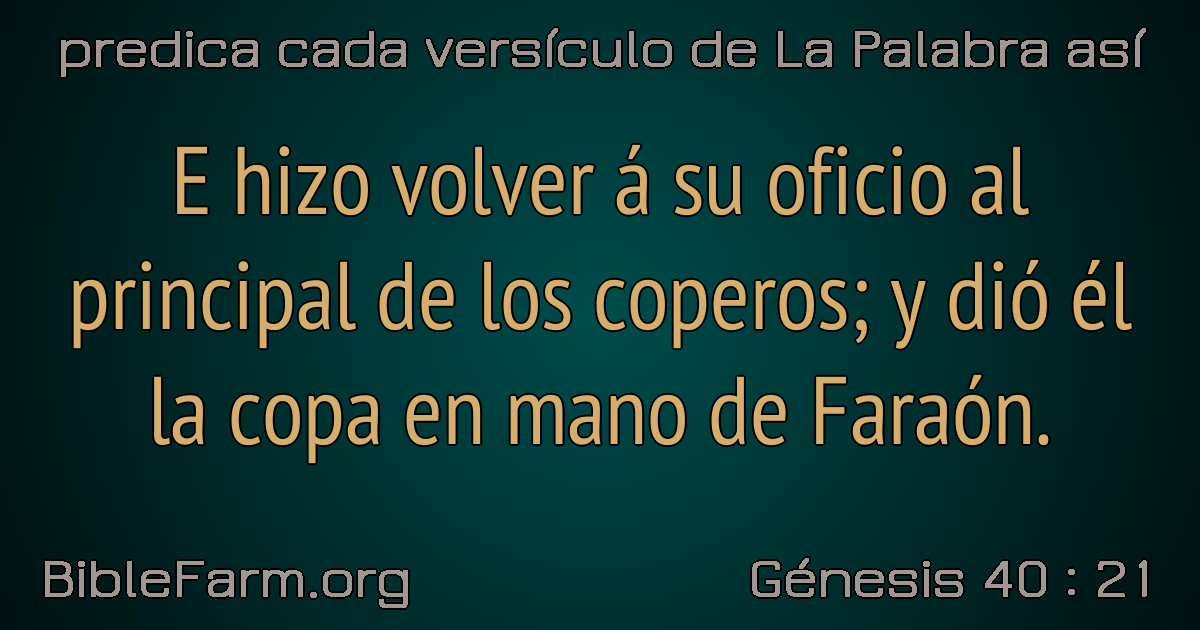 predica cada versículo de La Palabra así
E hizo volver á su oficio al
principal de los coperos; y dió él
la copa en mano de Faraón.
BibleFarm.org
Génesis 40 : 21